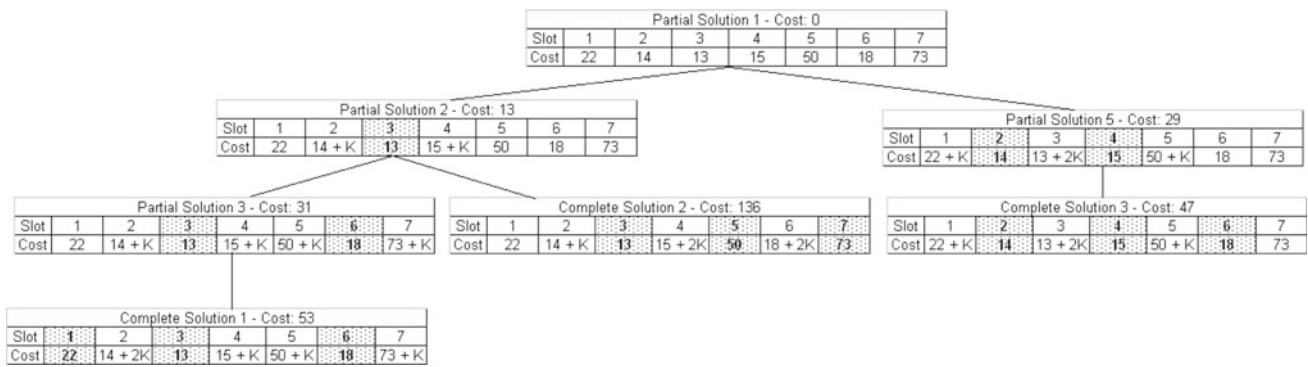 Partial Solution 1 - Cost: 0
Slot 1 2 3 4 5 6 7
Cost 22 14 13 15 50 18 73
Partial Solution 2 - Cost: 13
Slot 1 2 3 4 5 6 7
Cost 22 14 + K 13 15 + K 50 18 73
Partial Solution 5 - Cost: 29
Slot 1 2 3 4 5 6 7
Cost 22 + K 14 13 + 2K 15 50 + K 18 73
Partial Solution 3 - Cost: 31
Slot 1 2 3 4 5 6 7
Cost 22 14 + K 13 15 + K 50 + K 18 73 + K
Complete Solution 2 - Cost: 136
Slot 1 2 3 4 5 6 7
Cost 22 14 + K 13 15 + 2K 50 18 + 2K 73
Complete Solution 3 - Cost: 47
Slot 1 2 3 4 5 6 7
Cost 22 + K 14 13 + 2K 15 50 + K 18 73
Complete Solution 1 - Cost: 53
Slot 1 2 3 4 5 6 7
Cost 22 14 + 2K 13 15 + K 50 + K 18 73 + K